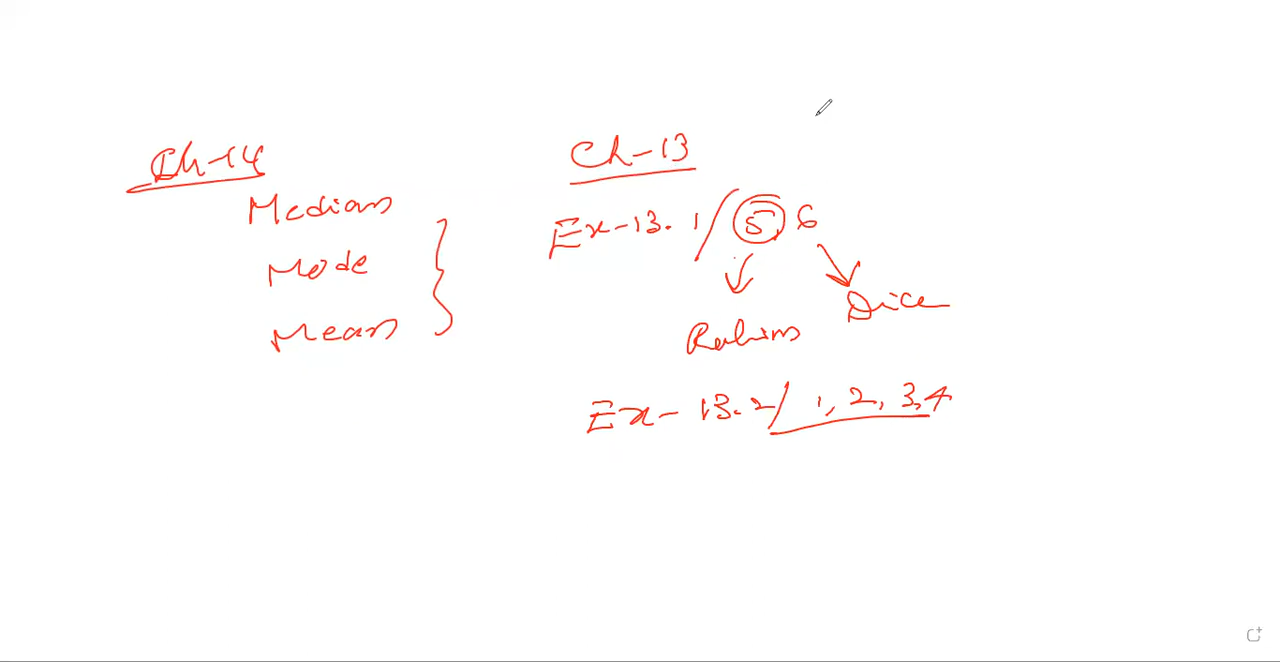 Ch-14
Median
Mode
Mean
Ch-13
Ex-13.1/ 5, 6
Dice
Ex-13.2/ 1, 2, 3, 4